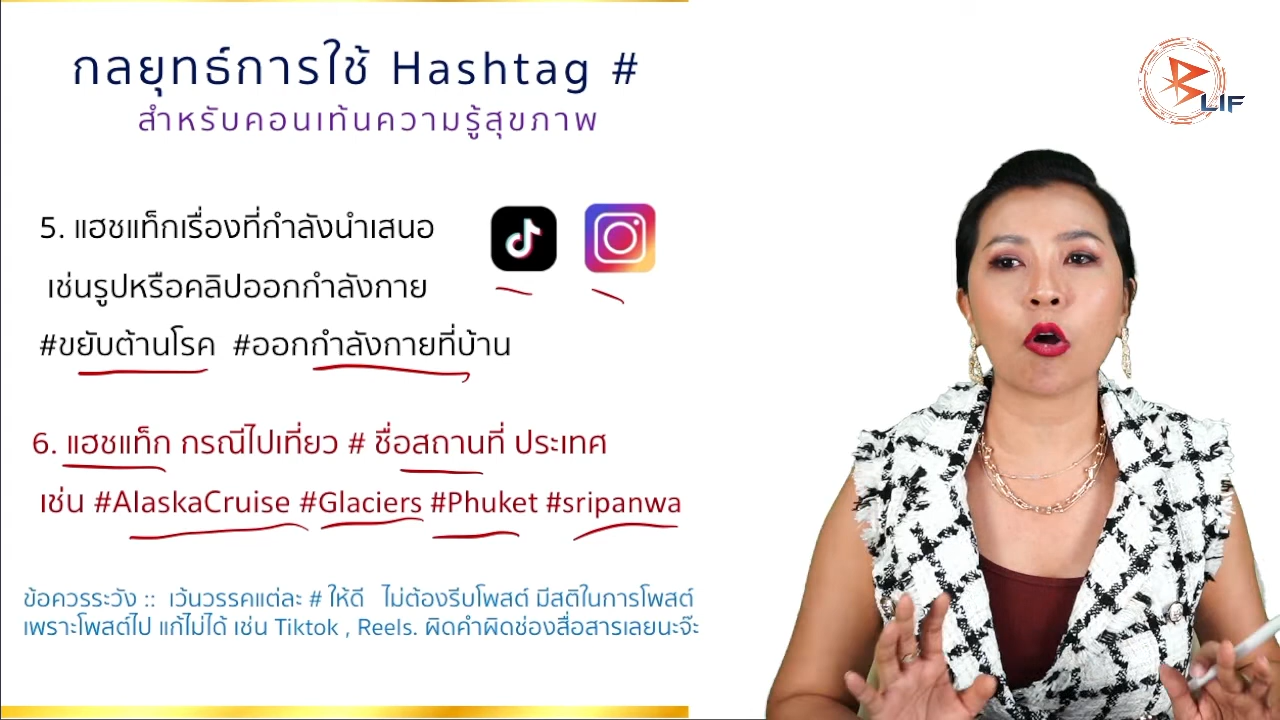 กลยุทธ์การใช้ Hashtag #
สำหรับคอนเท้นความรู้สุขภาพ
BLIF
5. แฮชแท็กเรื่องที่กำลังนำเสนอ
เช่นรูปหรือคลิปออกกำลังกาย
#ขยับต้านโรค #ออกกำลังกายที่บ้าน
6. แฮชแท็ก กรณีไปเที่ยว # ชื่อสถานที่ ประเทศ
เช่น #AlaskaCruise #Glaciers #Phuket #sripanwa
ข้อควรระวัง :: เว้นวรรคแต่ละ # ให้ดี ไม่ต้องรีบโพสต์ มีสติในการโพสต์
เพราะโพสต์ไป แก้ไม่ได้ เช่น Tiktok , Reels. ผิดคำผิดช่องสื่อสารเลยนะจ๊ะ